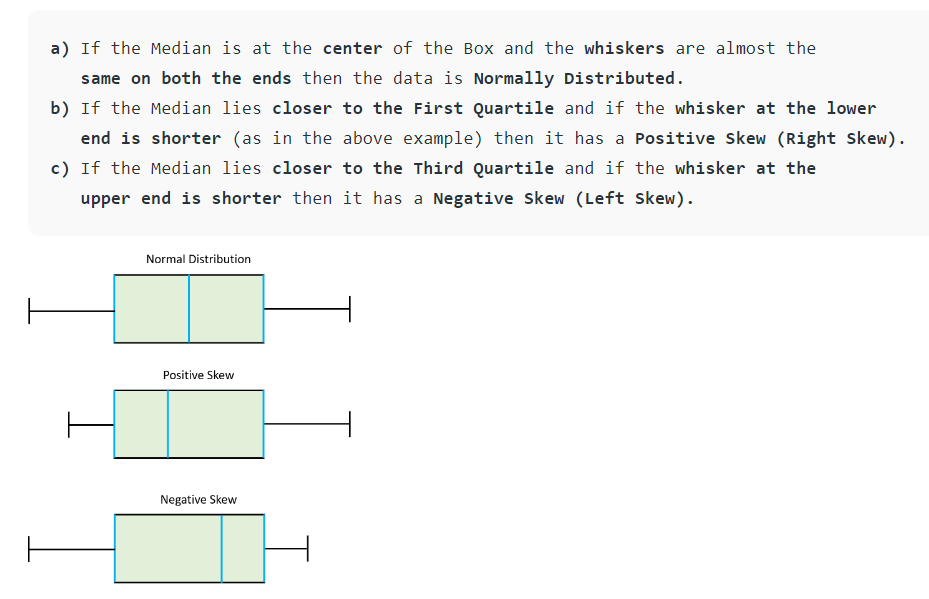 a) If the Median is at the center of the Box and the whiskers are almost the
same on both the ends then the data is Normally Distributed.
b) If the Median lies closer to the First Quartile and if the whisker at the lower
end is shorter (as in the above example) then it has a Positive Skew (Right Skew).
c) If the Median lies closer to the Third Quartile and if the whisker at the
upper end is shorter then it has a Negative Skew (Left Skew).
Normal Distribution
Positive Skew
Negative Skew